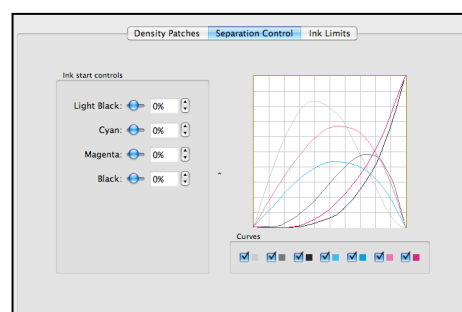 Density Patches Separation Control Ink Limits
Ink start controls
Light Black: 0%
Cyan: 0%
Magenta: 0%
Black: 0%
Curves